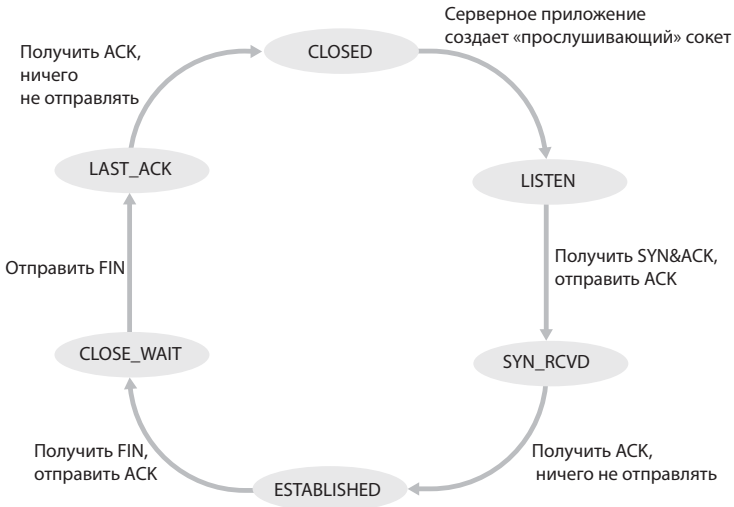 Серверное приложение
создает «прослушивающий» сокет
CLOSED
Получить ACK,
ничего
не отправлять
LAST_ACK
LISTEN
Отправить FIN
Получить SYN&ACK,
отправить ACK
CLOSE_WAIT
SYN_RCVD
Получить FIN,
отправить ACK
Получить ACK,
ничего не отправлять
ESTABLISHED